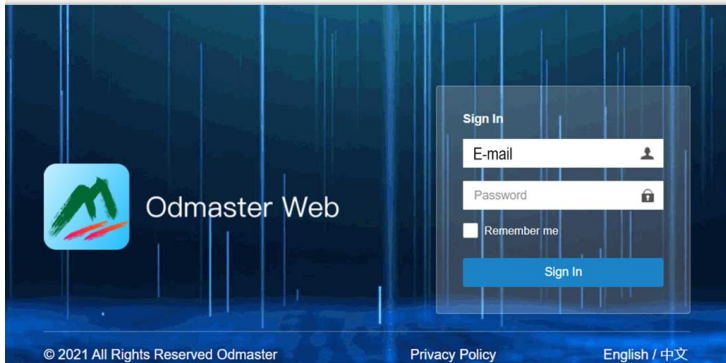 Sign In
E-mail
Password
Odmaster Web
Remember me
Sign In
© 2021 All Rights Reserved Odmaster
Privacy Policy
English / 中文